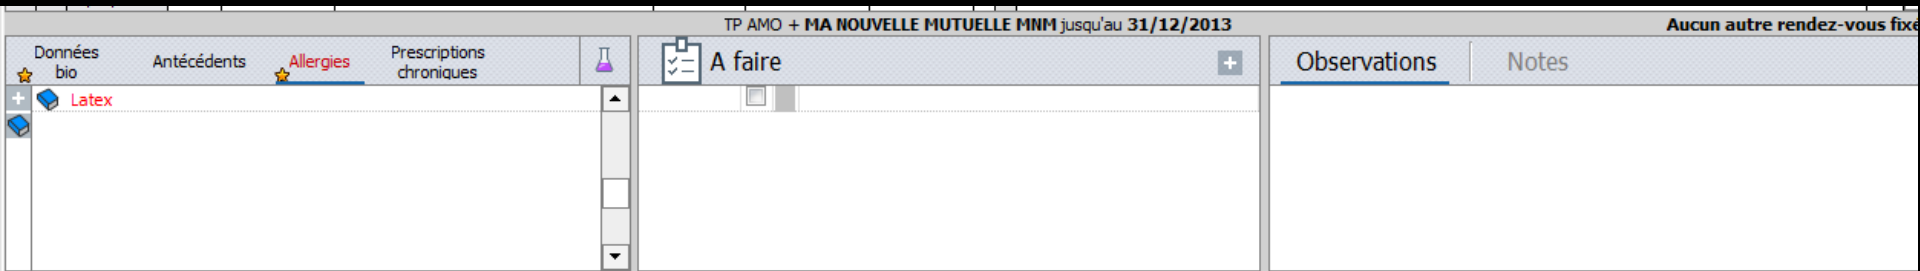 TP AMO + MA NOUVELLE MUTUELLE MNM jusqu'au 31/12/2013
Aucun autre rendez-vous fixé
Données
bio
Antécédents
Allergies
Prescriptions
chroniques
Latex
A faire
Observations
Notes